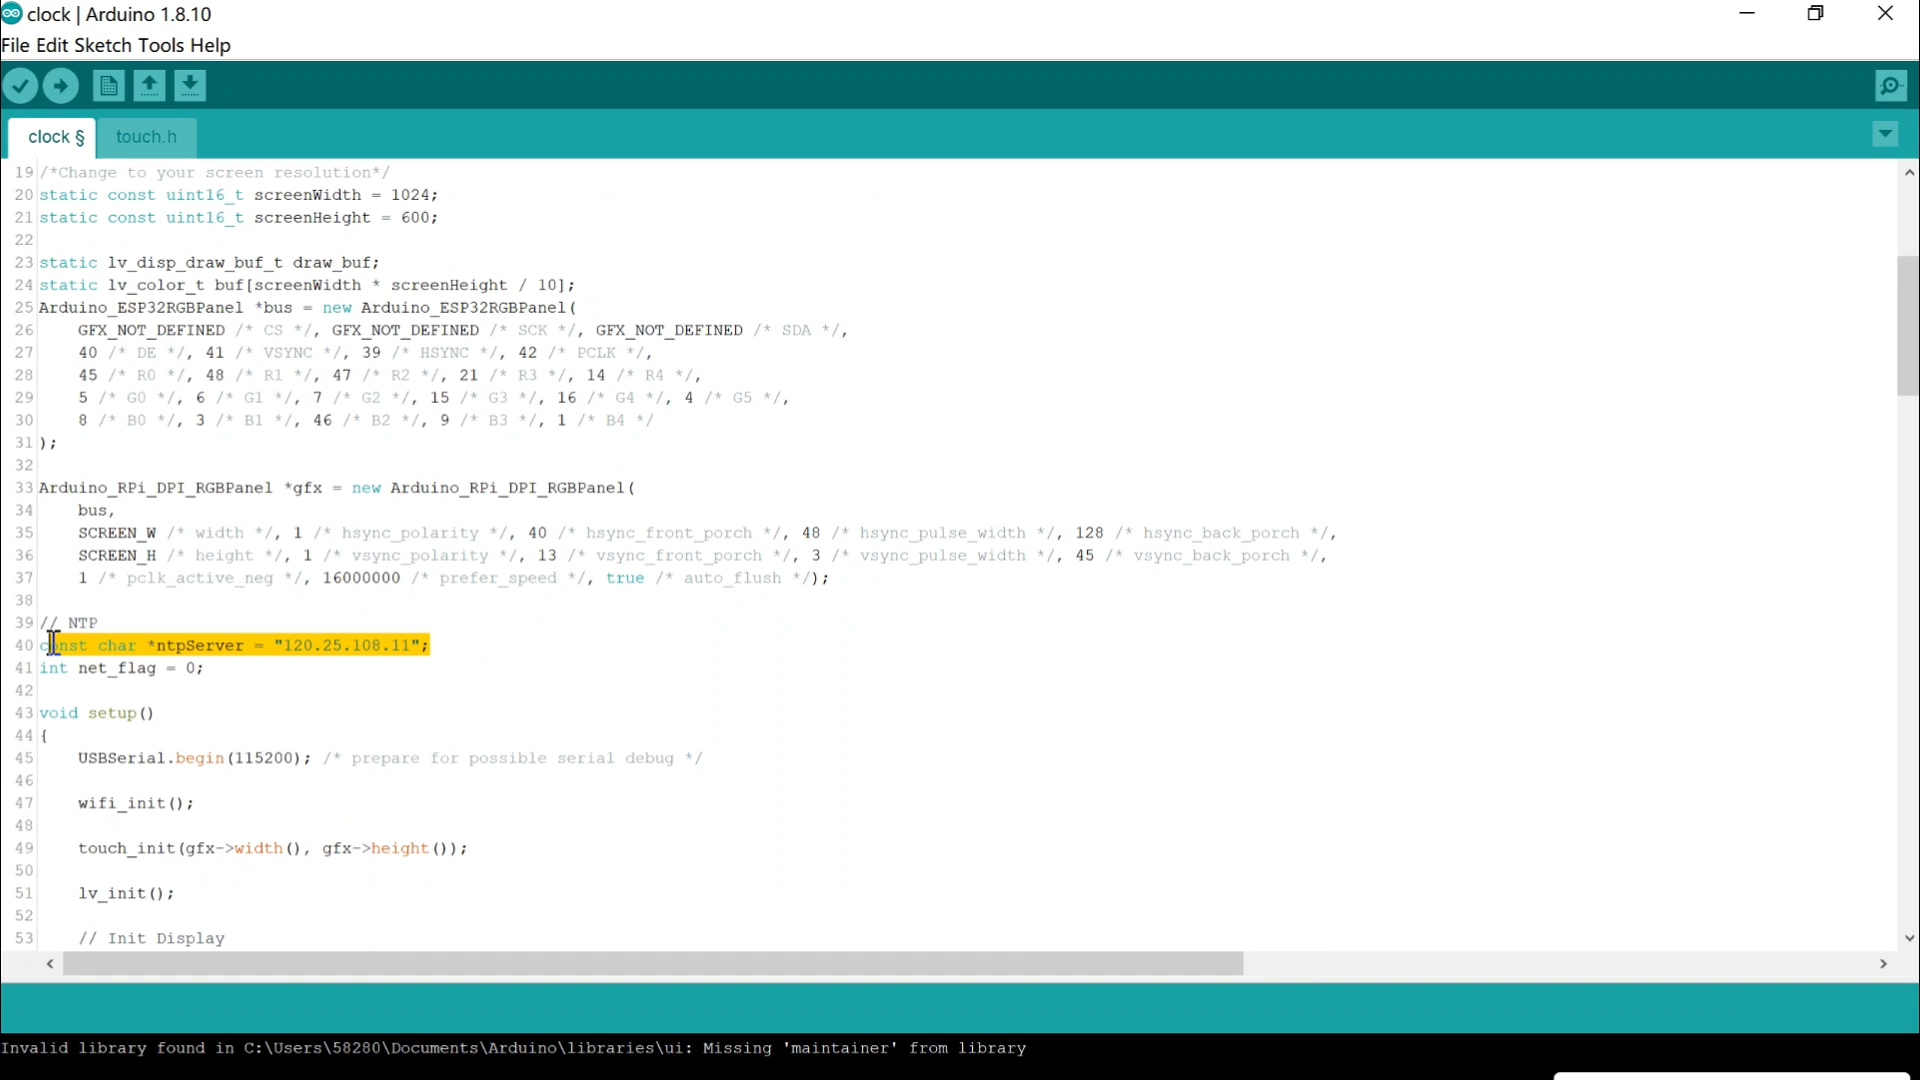 clock | Arduino 1.8.10
File Edit Sketch Tools Help
clock § touch.h
19 /*Change to your screen resolution*/
20 static const uint16_t screenWidth = 1024;
21 static const uint16_t screenHeight = 600;
22
23 static lv_disp_draw_buf_t draw_buf;
24 static lv_color_t buf[screenWidth * screenHeight / 10];
25 Arduino_ESP32RGBPanel *bus = new Arduino_ESP32RGBPanel(
26     GFX_NOT_DEFINED /* CS */, GFX_NOT_DEFINED /* SCK */, GFX_NOT_DEFINED /* SDA */,
27     40 /* DE */, 41 /* VSYNC */, 39 /* HSYNC */, 42 /* PCLK */,
28     45 /* R0 */, 48 /* R1 */, 47 /* R2 */, 21 /* R3 */, 14 /* R4 */,
29     5 /* G0 */, 6 /* G1 */, 7 /* G2 */, 15 /* G3 */, 16 /* G4 */, 4 /* G5 */,
30     8 /* B0 */, 3 /* B1 */, 46 /* B2 */, 9 /* B3 */, 1 /* B4 */
31 );
32
33 Arduino_RPi_DPI_RGBPanel *gfx = new Arduino_RPi_DPI_RGBPanel(
34     bus,
35     SCREEN_W /* width */, 1 /* hsync_polarity */, 40 /* hsync_front_porch */, 48 /* hsync_pulse_width */, 128 /* hsync_back_porch */,
36     SCREEN_H /* height */, 1 /* vsync_polarity */, 13 /* vsync_front_porch */, 3 /* vsync_pulse_width */, 45 /* vsync_back_porch */,
37     1 /* pclk_active_neg */, 16000000 /* prefer_speed */, true /* auto_flush */);
38
39 // NTP
40 const char *ntpServer = "120.25.108.11";
41 int net_flag = 0;
42
43 void setup()
44 {
45     USBSerial.begin(115200); /* prepare for possible serial debug */
46
47     wifi_init();
48
49     touch_init(gfx->width(), gfx->height());
50
51     lv_init();
52
53     // Init Display
Invalid library found in C:\Users\58280\Documents\Arduino\libraries\ui: Missing 'maintainer' from library